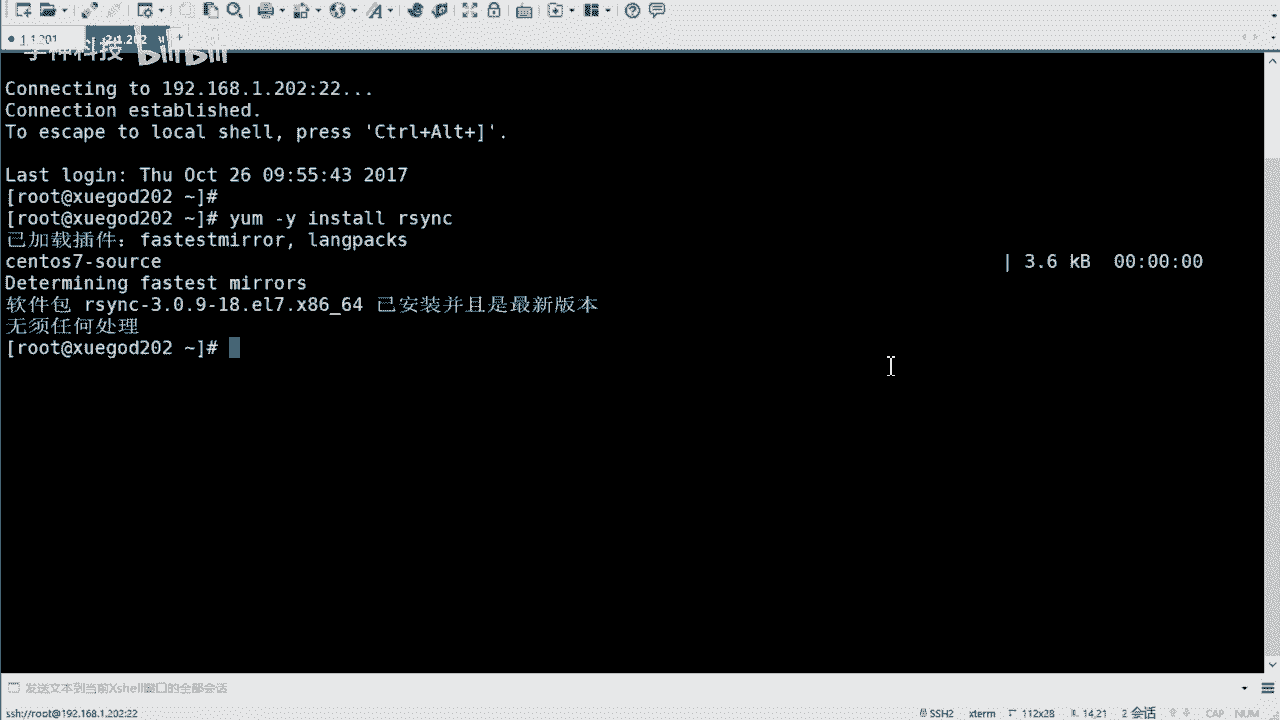 1 1.201
2 1.202
学神科技 bilibili
Connecting to 192.168.1.202:22...
Connection established.
To escape to local shell, press 'Ctrl+Alt+]'.
Last login: Thu Oct 26 09:55:43 2017
[root@xuegod202 ~]#
[root@xuegod202 ~]# yum -y install rsync
已加载插件：fastestmirror, langpacks
centos7-source | 3.6 kB 00:00:00
Determining fastest mirrors
软件包 rsync-3.0.9-18.el7.x86_64 已安装并且是最新版本
无须任何处理
[root@xuegod202 ~]#
发送文本到当前Xshell窗口的全部会话
ssh://root@192.168.1.202:22 SSH2 xterm 112x28 14,21 2 会话 CAP NUM